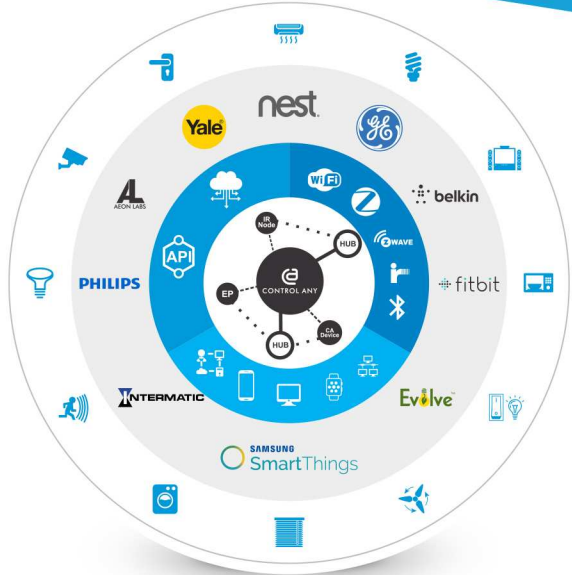 nest
Yale
GE
AEON LABS
belkin
WiFi
Z
IR
Node
HUB
ZWAVE
API
CONTROL ANY
PHILIPS
fitbit
EP
CA
Device
HUB
INTERMATIC
Evolve
SAMSUNG
SmartThings